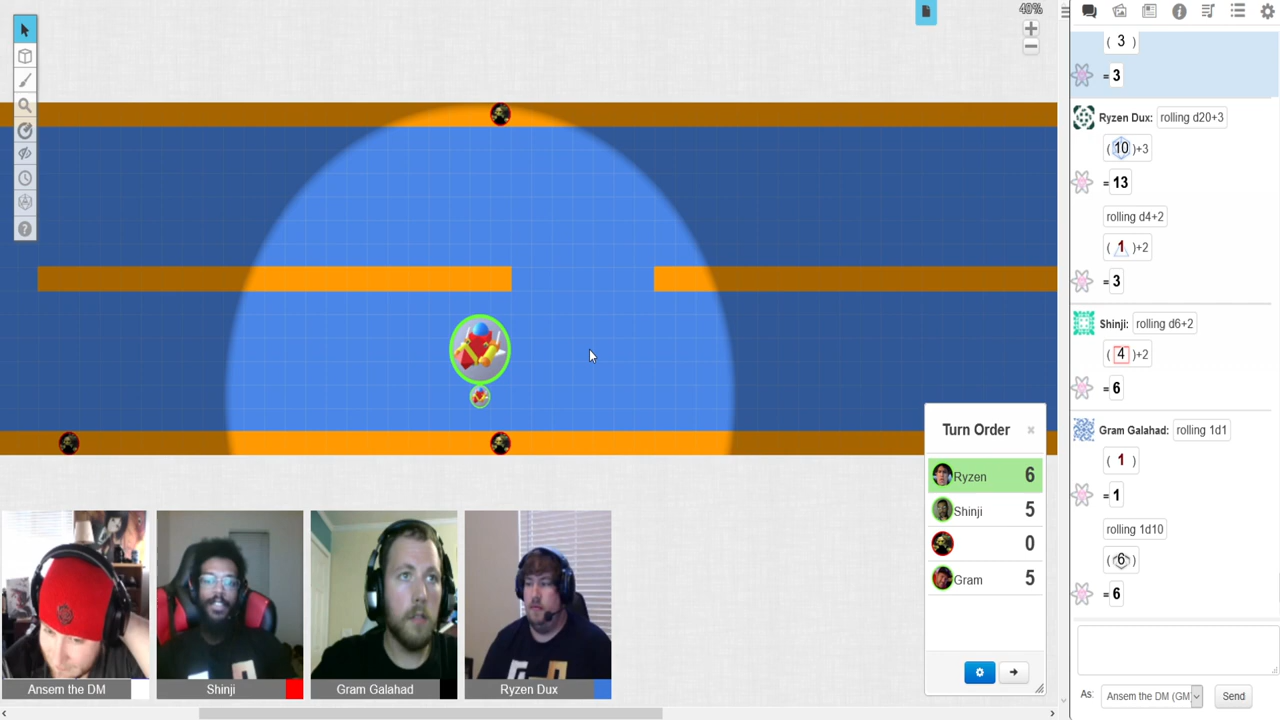 40%
( 3 )
= 3
Ryzen Dux: rolling d20+3
( 10 )+3
= 13
rolling d4+2
( 1 )+2
= 3
Shinji: rolling d6+2
( 4 )+2
= 6
Gram Galahad: rolling 1d1
( 1 )
= 1
rolling 1d10
( 6 )
= 6
Turn Order ×
Ryzen 6
Shinji 5
0
Gram 5
Ansem the DM
Shinji
Gram Galahad
Ryzen Dux
As: Ansem the DM (GM) Send